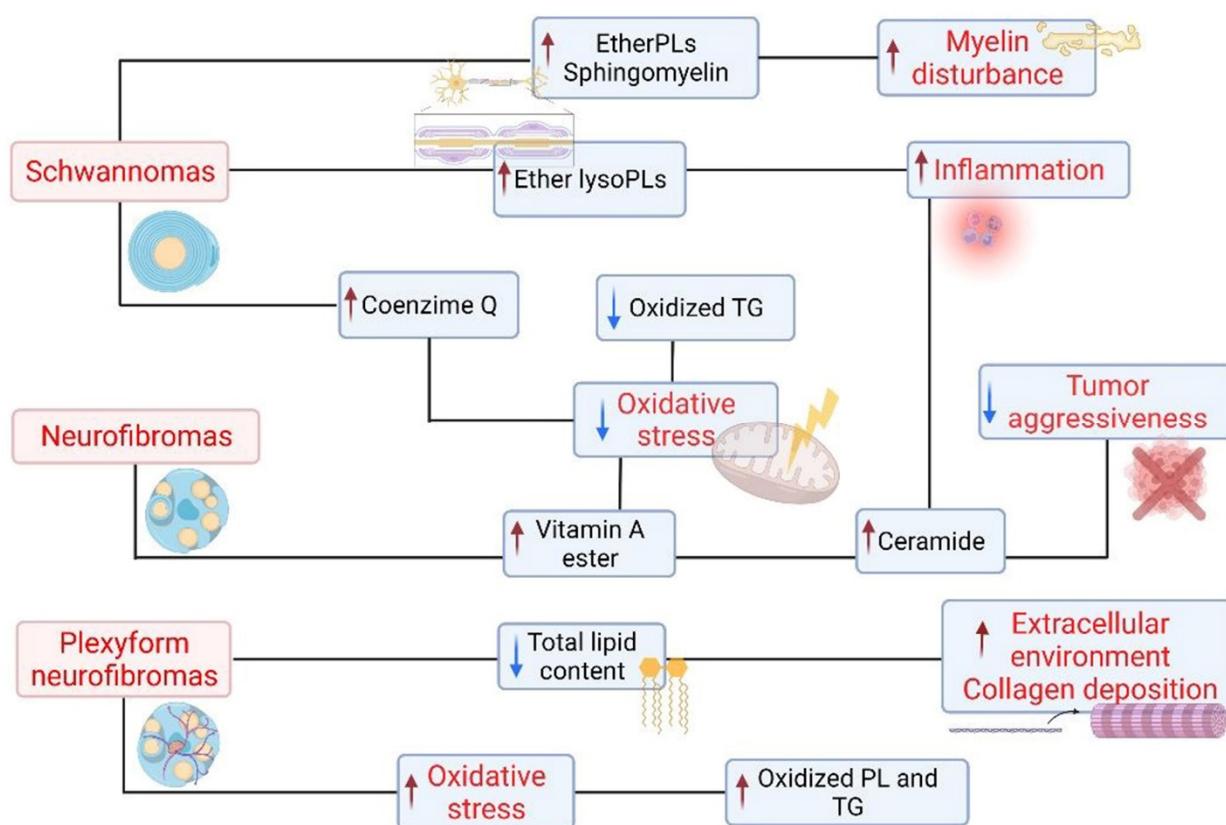 EtherPLs
Sphingomyelin
Myelin
disturbance
Schwannomas
Ether lysoPLs
Inflammation
Coenzime Q
Oxidized TG
Oxidative
stress
Tumor
aggressiveness
Neurofibromas
Vitamin A
ester
Ceramide
Plexyform
neurofibromas
Total lipid
content
Extracellular
environment
Collagen deposition
Oxidative
stress
Oxidized PL and
TG